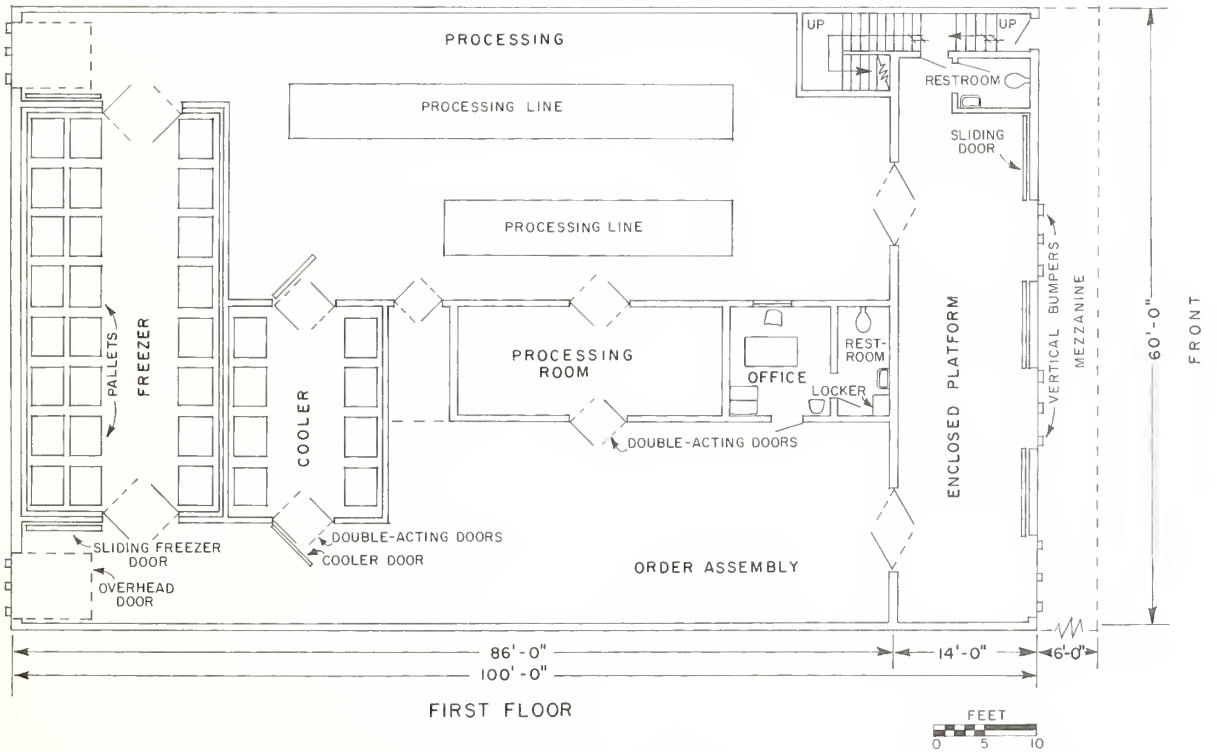 UP
UP
PROCESSING
RESTROOM
PROCESSING LINE
SLIDING
DOOR
PROCESSING LINE
VERTICAL BUMPERS
MEZZANINE
60'-0"
FRONT
PALLETS
FREEZER
COOLER
PROCESSING
ROOM
OFFICE
REST-
ROOM
LOCKER
ENCLOSED PLATFORM
DOUBLE-ACTING DOORS
DOUBLE-ACTING DOORS
COOLER DOOR
SLIDING FREEZER
DOOR
OVERHEAD
DOOR
ORDER ASSEMBLY
86'-0"
14'-0"
6'-0"
100'-0"
FIRST FLOOR
FEET
0 5 10